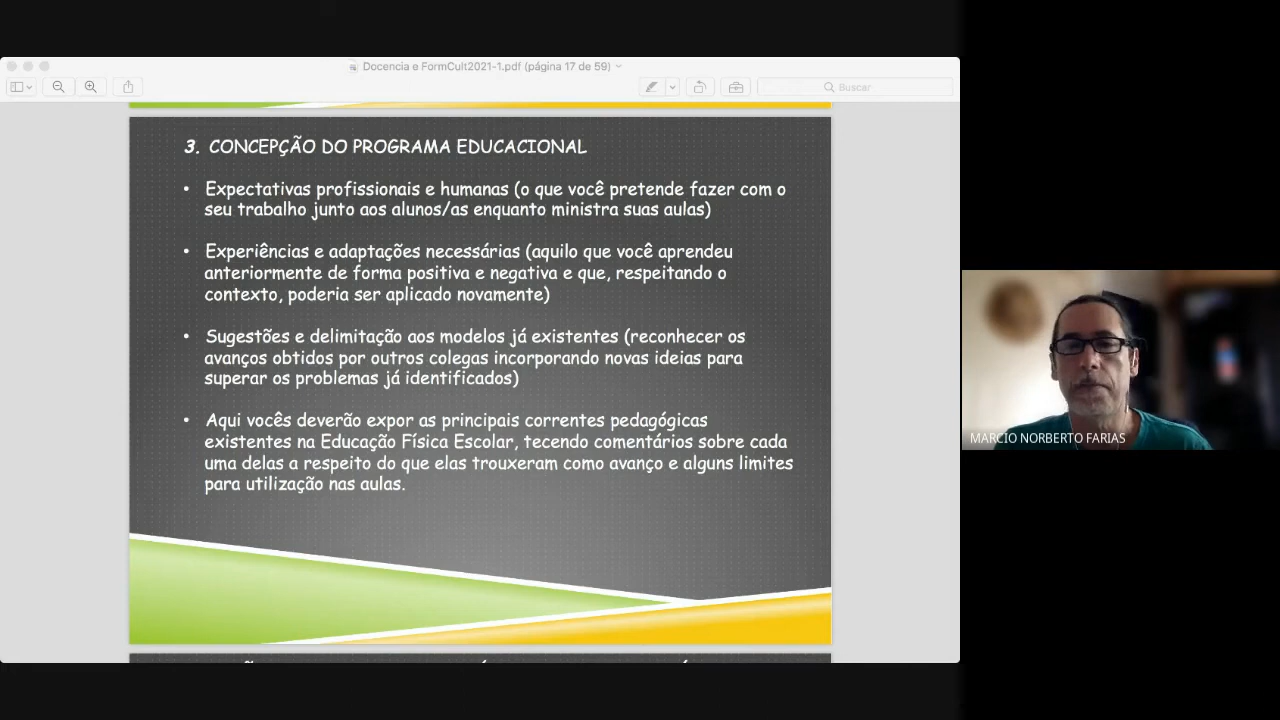 Docencia e FormCult2021-1.pdf (página 17 de 59)
Buscar
3. CONCEPÇÃO DO PROGRAMA EDUCACIONAL
• Expectativas profissionais e humanas (o que você pretende fazer com o
seu trabalho junto aos alunos/as enquanto ministra suas aulas)
• Experiências e adaptações necessárias (aquilo que você aprendeu
anteriormente de forma positiva e negativa e que, respeitando o
contexto, poderia ser aplicado novamente)
• Sugestões e delimitação aos modelos já existentes (reconhecer os
avanços obtidos por outros colegas incorporando novas ideias para
superar os problemas já identificados)
• Aqui vocês deverão expor as principais correntes pedagógicas
existentes na Educação Física Escolar, tecendo comentários sobre cada
uma delas a respeito do que elas trouxeram como avanço e alguns limites
para utilização nas aulas.
MARCIO NORBERTO FARIAS